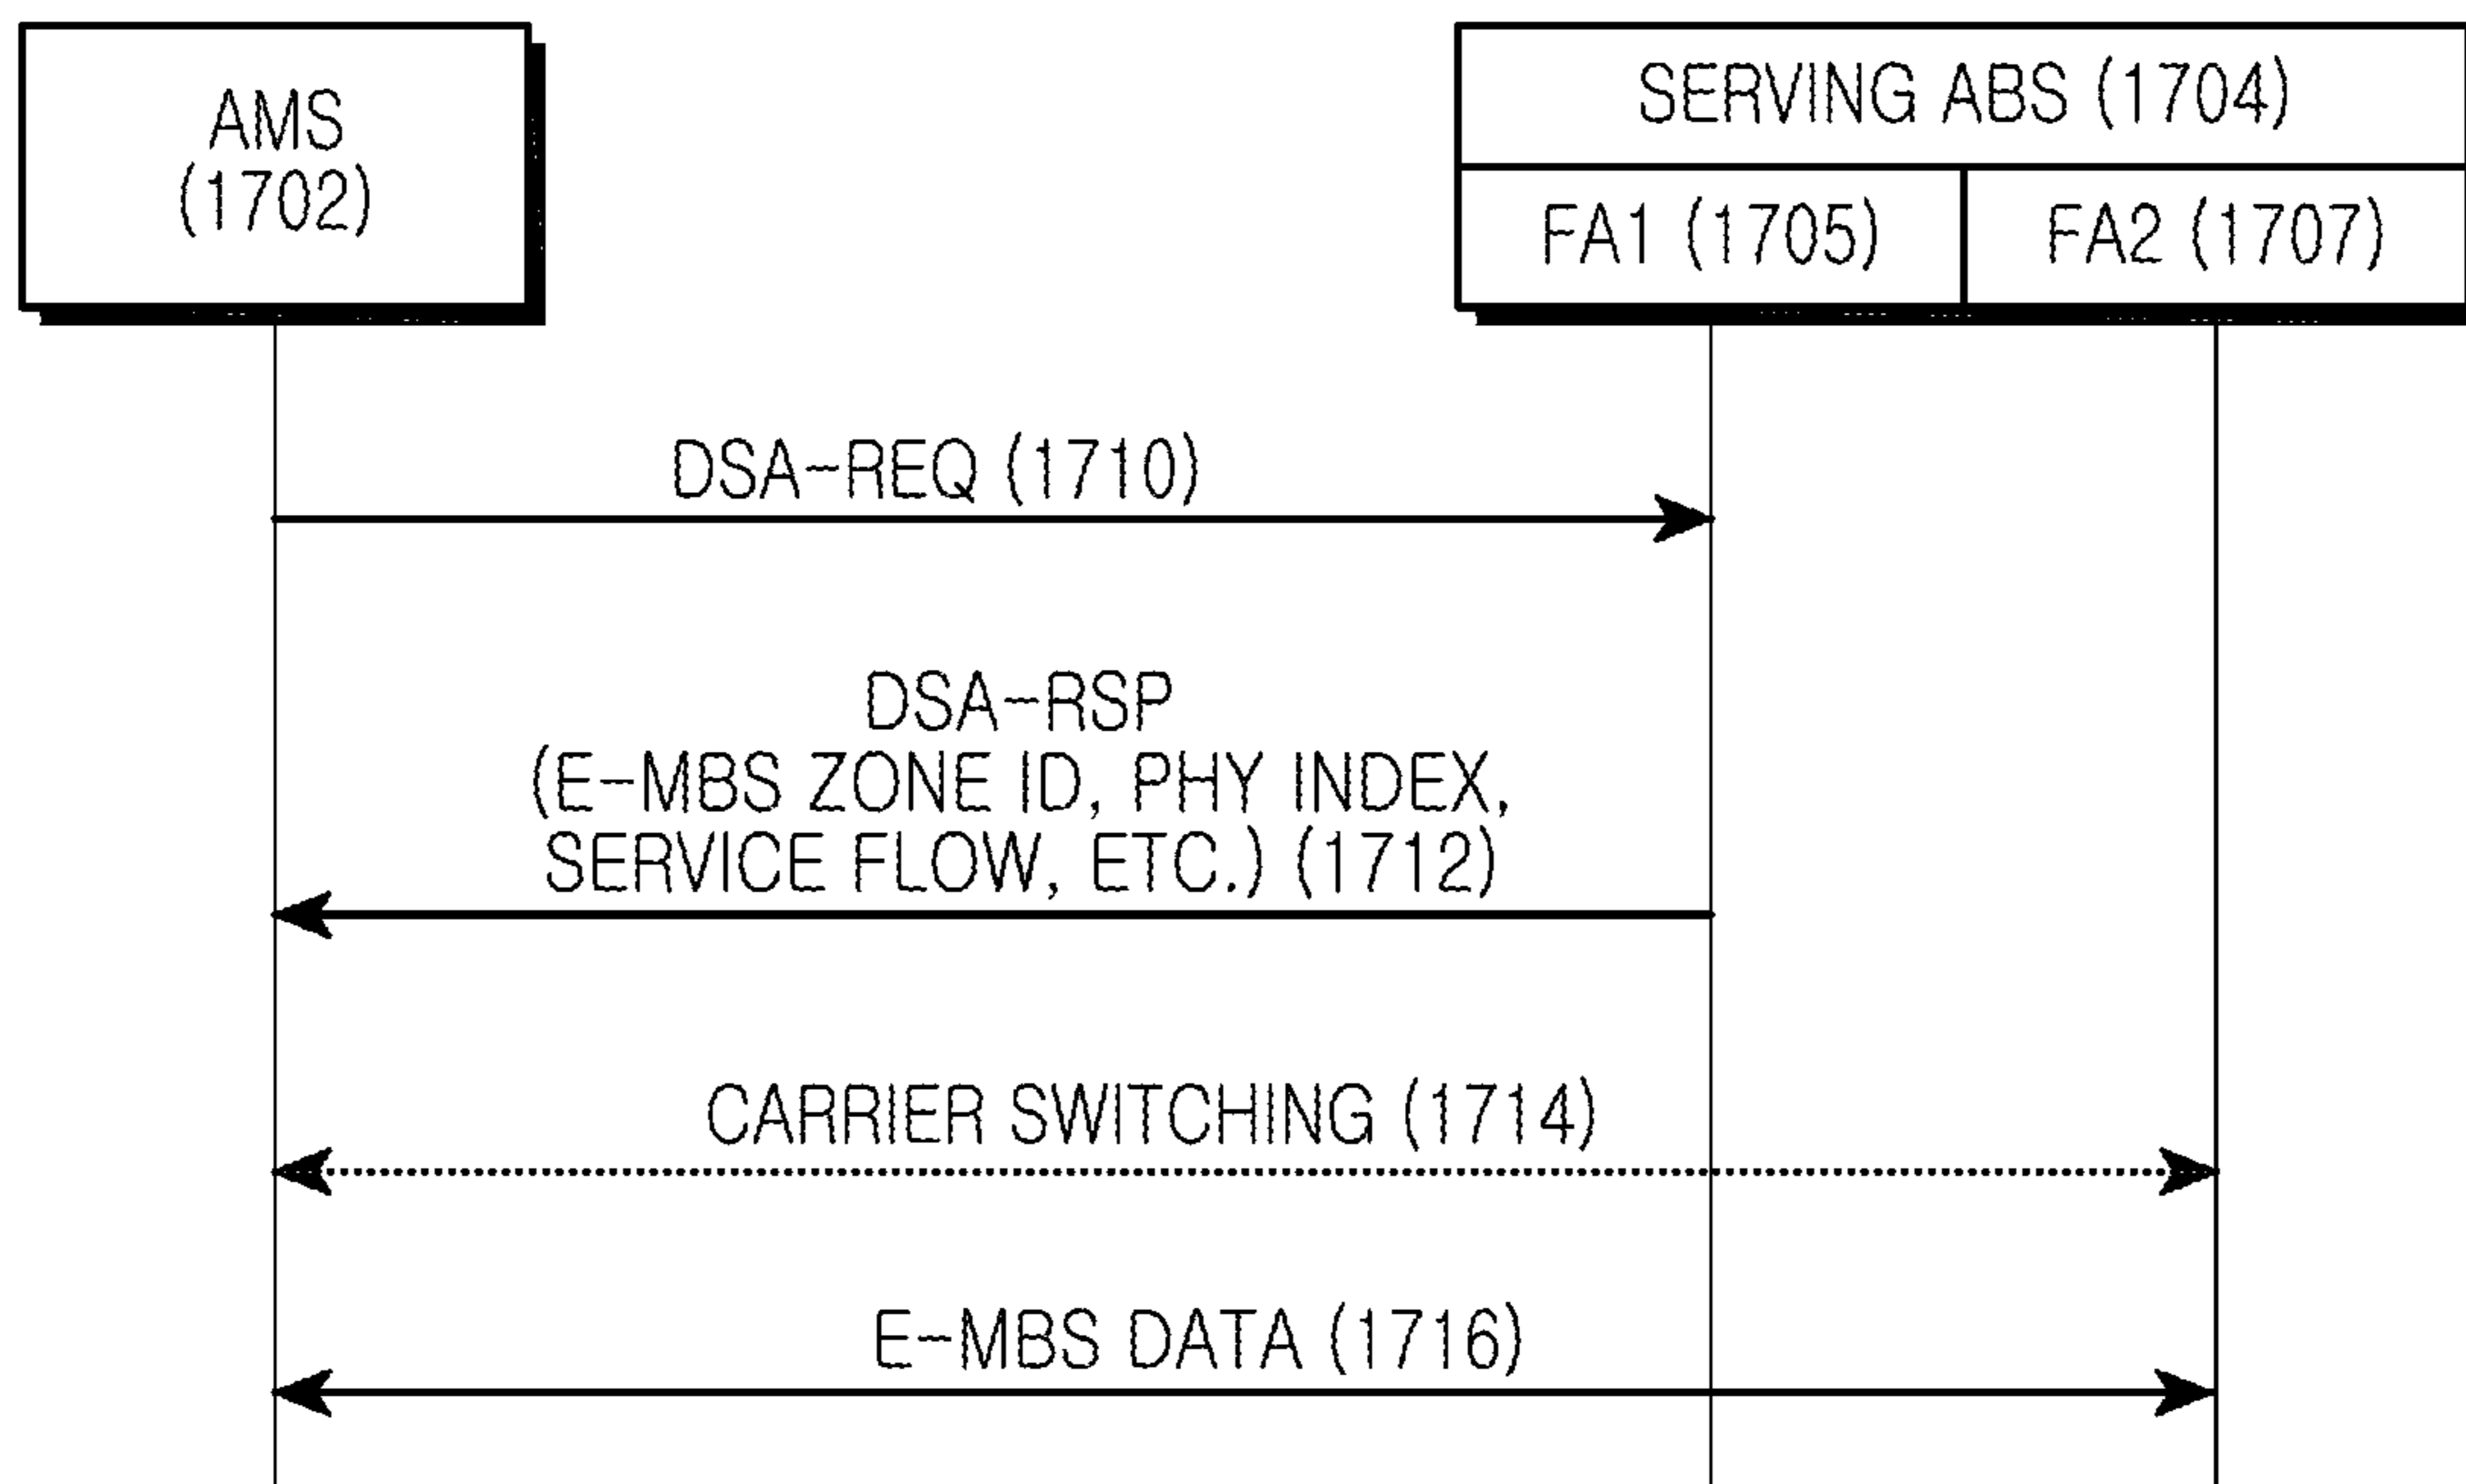 AMS
(1702)
SERVING ABS (1704)
FA1 (1705)
FA2 (1707)
DSA-REQ (1710)
DSA-RSP
(E-MBS ZONE ID, PHY INDEX,
SERVICE FLOW, ETC.) (1712)
CARRIER SWITCHING (1714)
E-MBS DATA (1716)